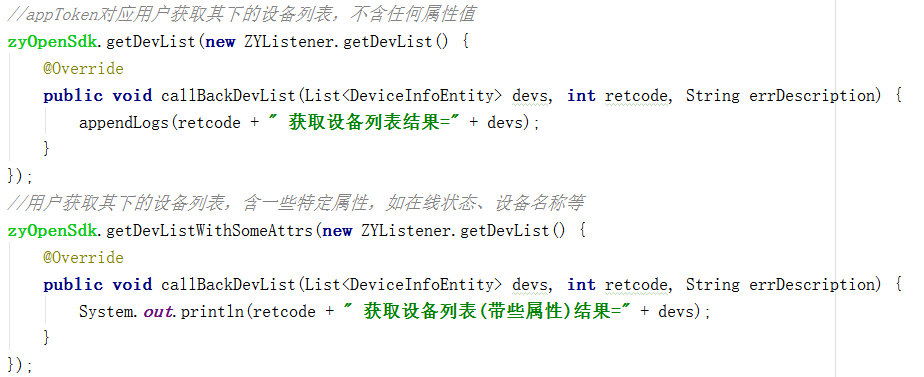 //appToken对应用户获取其下的设备列表，不含任何属性值
zyOpenSdk.getDevList(new ZYListener.getDevList() {
    @Override
    public void callBackDevList(List<DeviceInfoEntity> devs, int retcode, String errDescription) {
        appendLogs(retcode + " 获取设备列表结果=" + devs);
    }
});
//用户获取其下的设备列表，含一些特定属性，如在线状态、设备名称等
zyOpenSdk.getDevListWithSomeAttrs(new ZYListener.getDevList() {
    @Override
    public void callBackDevList(List<DeviceInfoEntity> devs, int retcode, String errDescription) {
        System.out.println(retcode + " 获取设备列表(带些属性)结果=" + devs);
    }
});